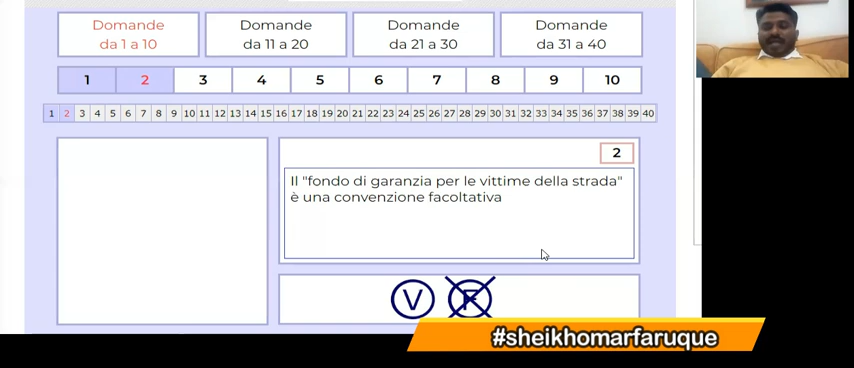 Domande
da 1 a 10
Domande
da 11 a 20
Domande
da 21 a 30
Domande
da 31 a 40
1 2 3 4 5 6 7 8 9 10
1 2 3 4 5 6 7 8 9 10 11 12 13 14 15 16 17 18 19 20 21 22 23 24 25 26 27 28 29 30 31 32 33 34 35 36 37 38 39 40
2
Il "fondo di garanzia per le vittime della strada"
è una convenzione facoltativa
V F
#sheikhomarfaruque